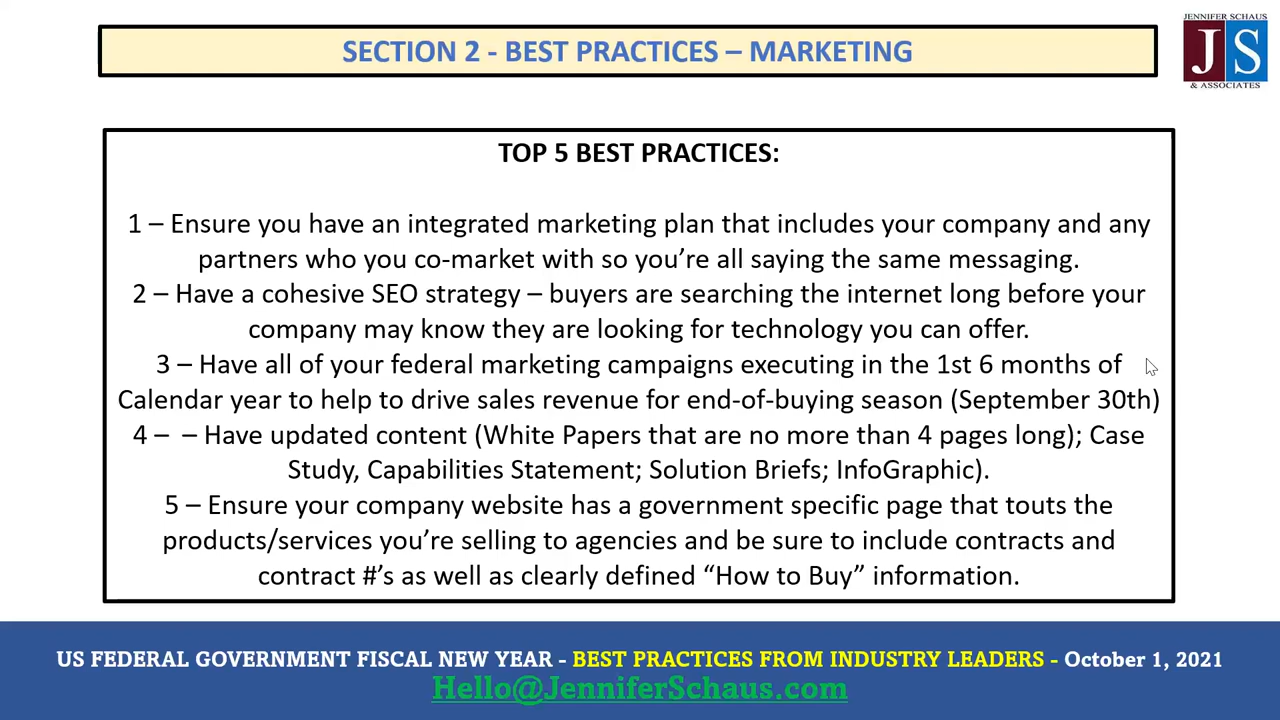 SECTION 2 - BEST PRACTICES – MARKETING
JENNIFER SCHAUS
JS
& ASSOCIATES
TOP 5 BEST PRACTICES:
1 – Ensure you have an integrated marketing plan that includes your company and any
partners who you co-market with so you’re all saying the same messaging.
2 – Have a cohesive SEO strategy – buyers are searching the internet long before your
company may know they are looking for technology you can offer.
3 – Have all of your federal marketing campaigns executing in the 1st 6 months of
Calendar year to help to drive sales revenue for end-of-buying season (September 30th)
4 – – Have updated content (White Papers that are no more than 4 pages long); Case
Study, Capabilities Statement; Solution Briefs; InfoGraphic).
5 – Ensure your company website has a government specific page that touts the
products/services you’re selling to agencies and be sure to include contracts and
contract #’s as well as clearly defined “How to Buy” information.
US FEDERAL GOVERNMENT FISCAL NEW YEAR - BEST PRACTICES FROM INDUSTRY LEADERS - October 1, 2021
Hello@JenniferSchaus.com